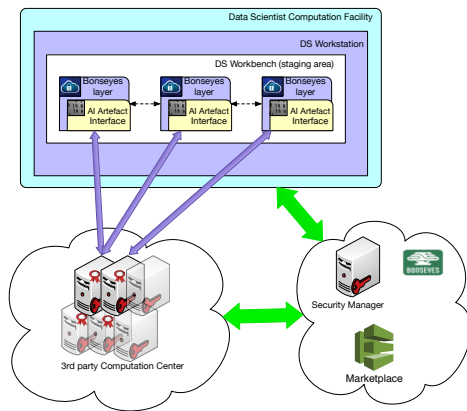 Data Scientist Computation Facility
DS Workstation
DS Workbench (staging area)
Bonseyes
layer
AI Artefact
Interface
Bonseyes
layer
AI Artefact
Interface
Bonseyes
layer
AI Artefact
Interface
BONSEYES
Security Manager
3rd party Computation Center
Marketplace